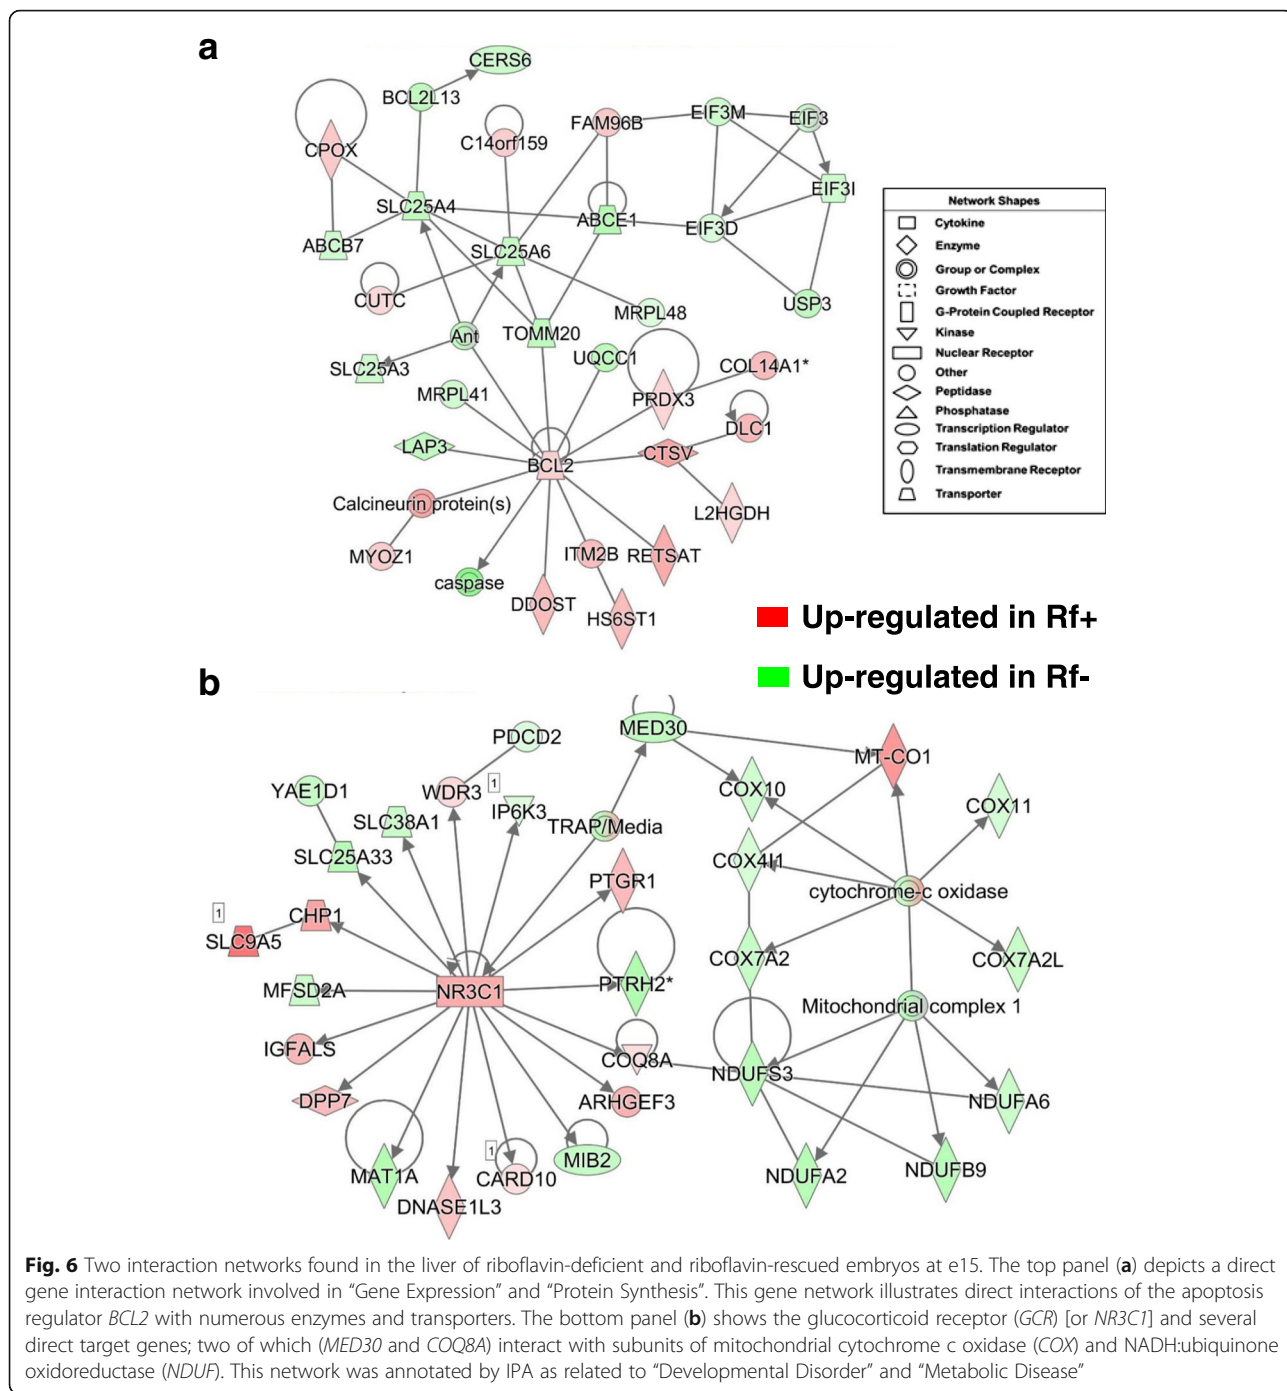 a
CERS6
BCL2L13
CPOX
C14orf159
FAM96B
EIF3M
EIF3
EIF3I
SLC25A4
ABCE1
EIF3D
ABCB7
SLC25A6
CUTC
USP3
MRPL48
Ant
TOMM20
SLC25A3
UQCC1
COL14A1*
MRPL41
PRDX3
DLC1
LAP3
BCL2
CTSV
Calcineurin protein(s)
L2HGDH
MYOZ1
ITM2B
RETSAT
caspase
DDOST
HS6ST1
Network Shapes
Cytokine
Enzyme
Group or Complex
Growth Factor
G-Protein Coupled Receptor
Kinase
Nuclear Receptor
Other
Peptidase
Phosphatase
Transcription Regulator
Translation Regulator
Transmembrane Receptor
Transporter
Up-regulated in Rf+
Up-regulated in Rf-
b
PDCD2
MED30
MT-CO1
YAE1D1
WDR3
1
IP6K3
COX10
COX11
SLC38A1
TRAP/Media
SLC25A33
COX4I1
PTGR1
cytochrome-c oxidase
1
CHP1
SLC9A5
COX7A2
COX7A2L
MFSD2A
NR3C1
PTRH2*
Mitochondrial complex 1
IGFALS
COQ8A
NDUFS3
DPP7
ARHGEF3
NDUFA6
MAT1A
1
CARD10
MIB2
NDUFA2
NDUFB9
DNASE1L3
Fig. 6 Two interaction networks found in the liver of riboflavin-deficient and riboflavin-rescued embryos at e15. The top panel (a) depicts a direct
gene interaction network involved in “Gene Expression” and “Protein Synthesis”. This gene network illustrates direct interactions of the apoptosis
regulator BCL2 with numerous enzymes and transporters. The bottom panel (b) shows the glucocorticoid receptor (GCR) [or NR3C1] and several
direct target genes; two of which (MED30 and COQ8A) interact with subunits of mitochondrial cytochrome c oxidase (COX) and NADH:ubiquinone
oxidoreductase (NDUF). This network was annotated by IPA as related to “Developmental Disorder” and “Metabolic Disease”